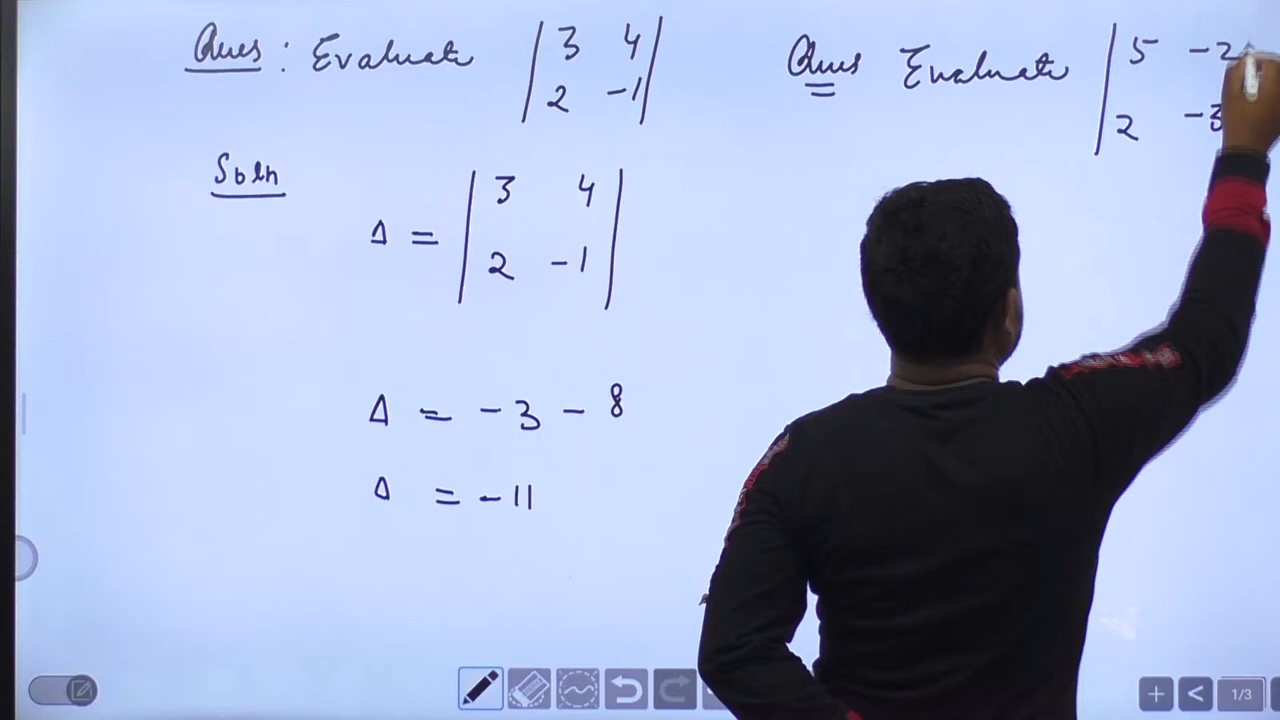 Ques : Evaluate | 3 4 |
| 2 -1 |
Soln
Δ = | 3 4 |
| 2 -1 |
Δ = -3 - 8
Δ = -11
Ques Evaluate | 5 -2
| 2 -3
1/3